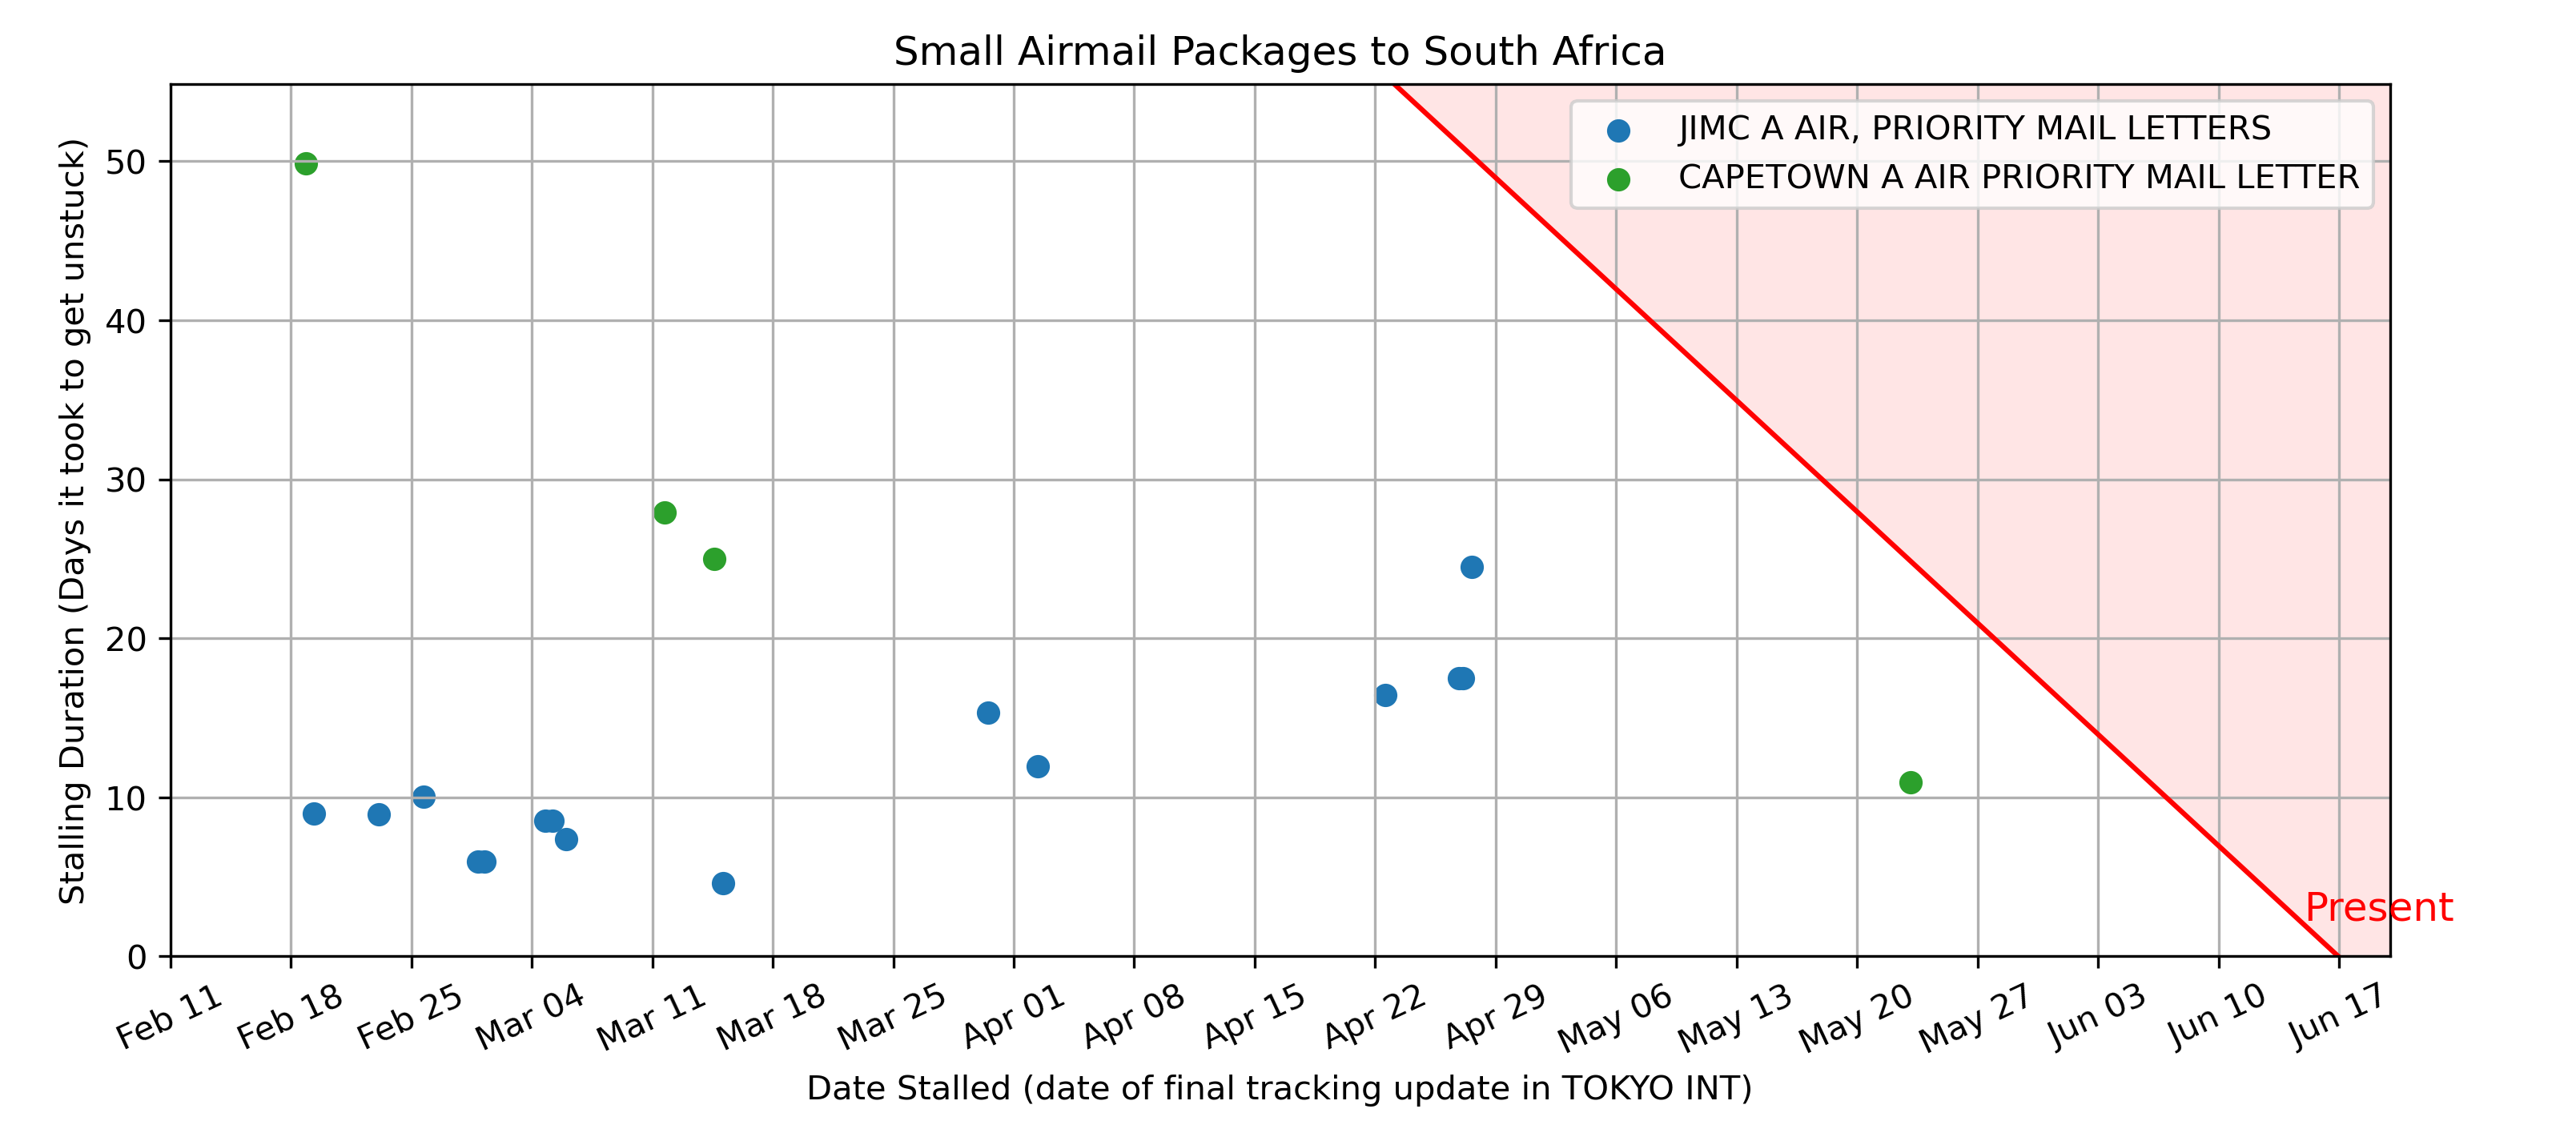 Small Airmail Packages to South Africa
JIMC A AIR, PRIORITY MAIL LETTERS
CAPETOWN A AIR PRIORITY MAIL LETTER
Stalling Duration (Days it took to get unstuck)
50
40
30
20
10
0
Present
Feb 11 Feb 18 Feb 25 Mar 04 Mar 11 Mar 18 Mar 25 Apr 01 Apr 08 Apr 15 Apr 22 Apr 29 May 06 May 13 May 20 May 27 Jun 03 Jun 10 Jun 17
Date Stalled (date of final tracking update in TOKYO INT)